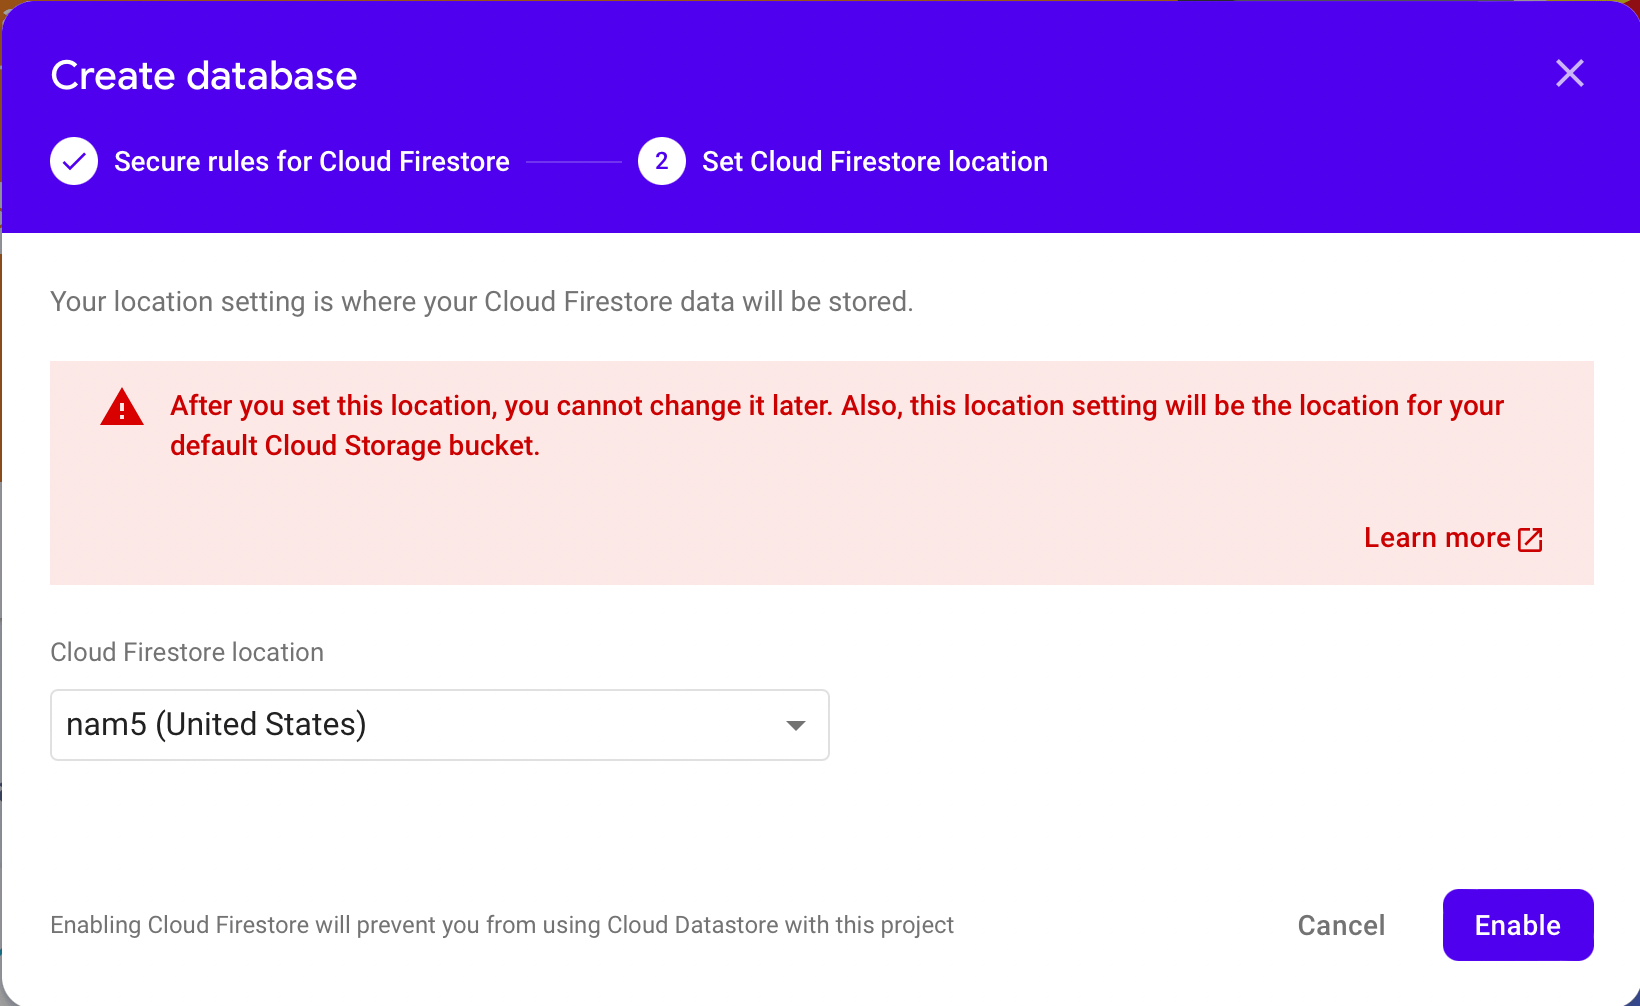 Create database
Secure rules for Cloud Firestore
2 Set Cloud Firestore location
Your location setting is where your Cloud Firestore data will be stored.
After you set this location, you cannot change it later. Also, this location setting will be the location for your
default Cloud Storage bucket.
Learn more
Cloud Firestore location
nam5 (United States)
Enabling Cloud Firestore will prevent you from using Cloud Datastore with this project
Cancel
Enable